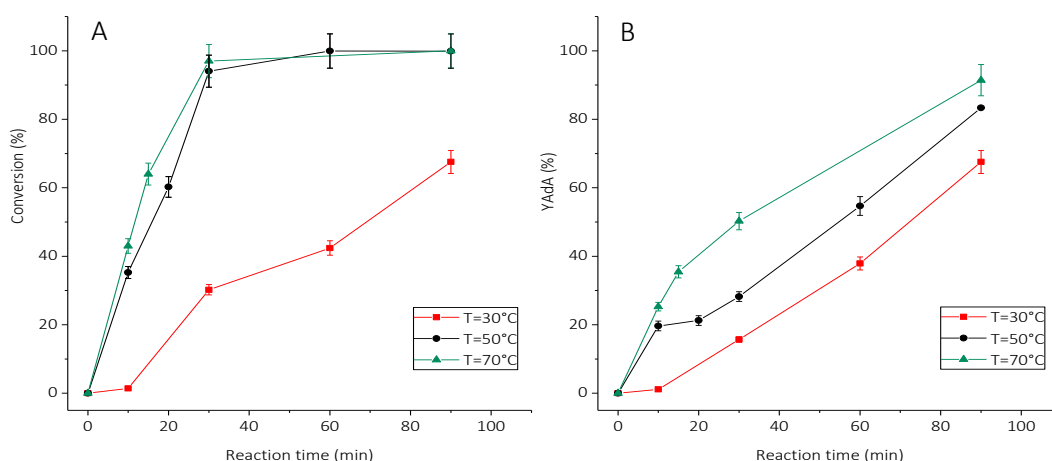 A
Conversion (%)
100
80
60
40
20
0
0 20 40 60 80 100
Reaction time (min)
T=30°C
T=50°C
T=70°C
B
YAdA (%)
100
80
60
40
20
0
0 20 40 60 80 100
Reaction time (min)
T=30°C
T=50°C
T=70°C